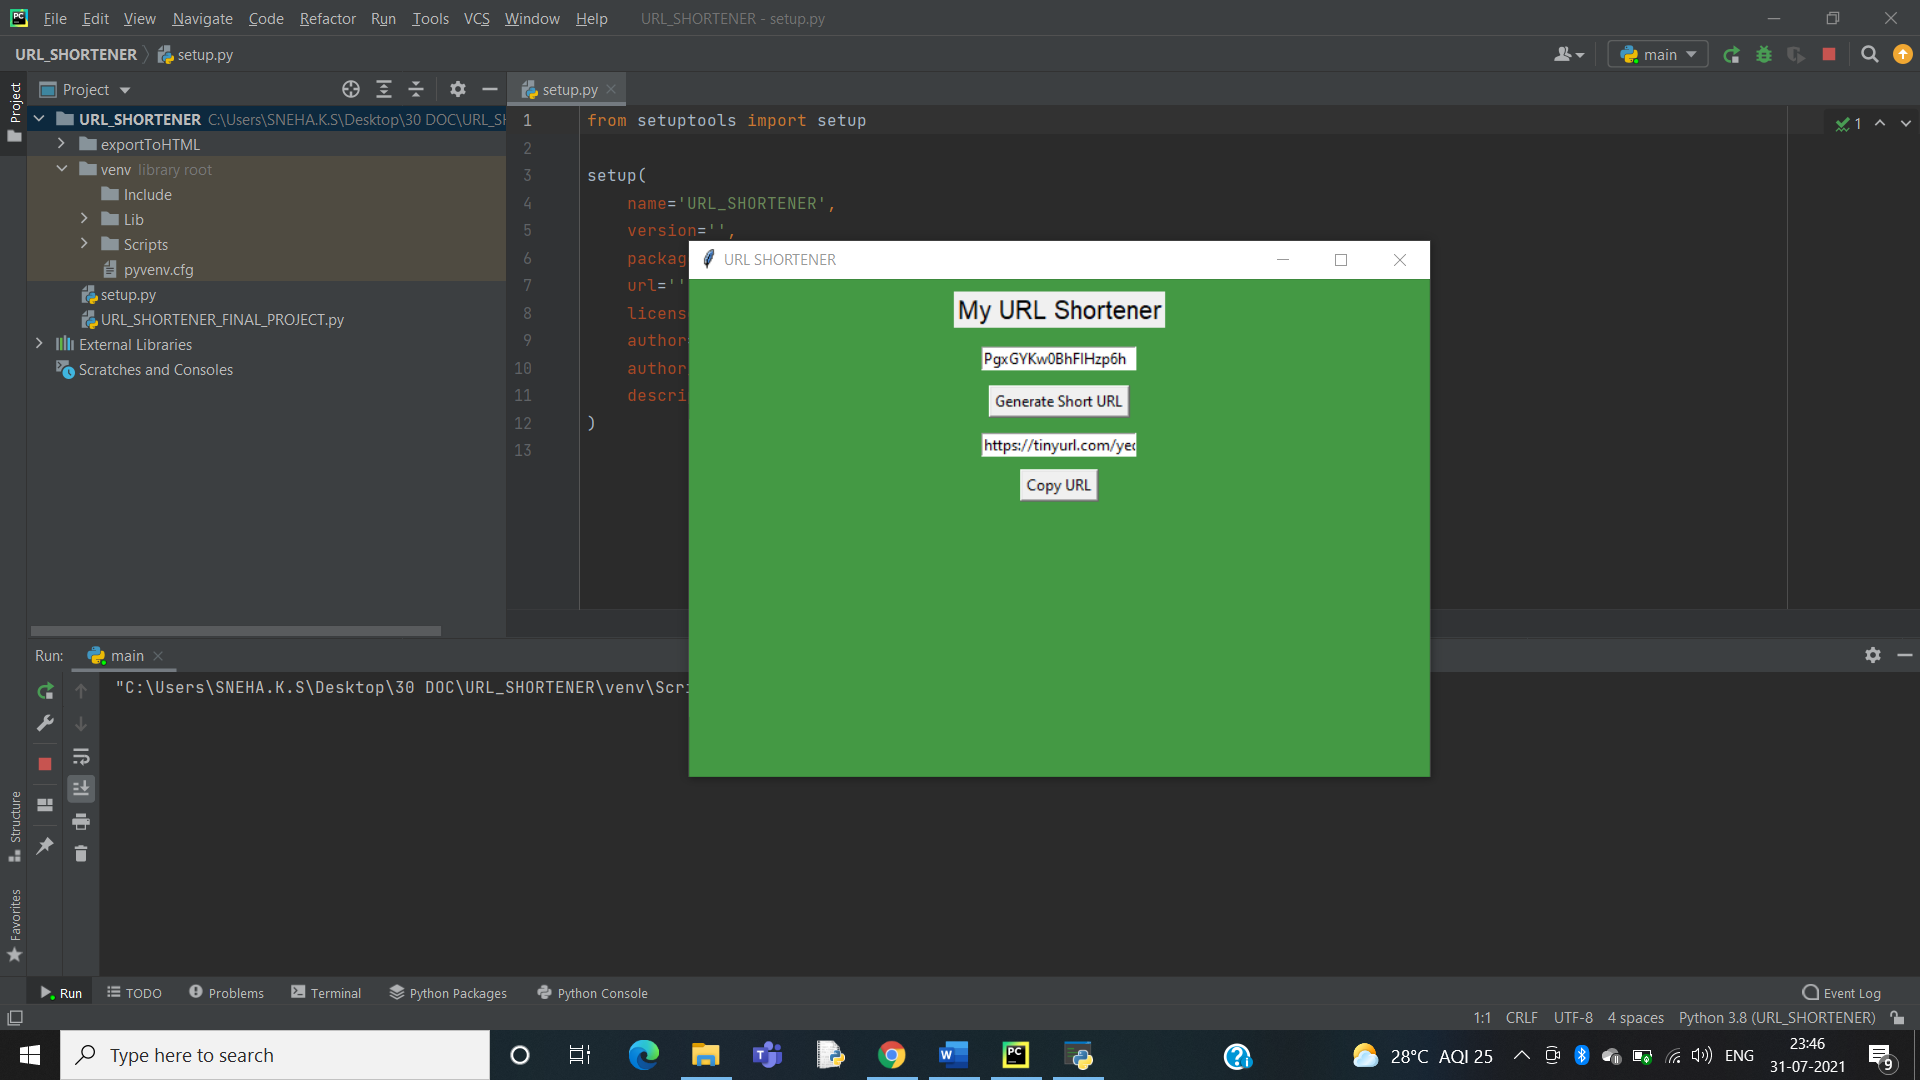 File Edit View Navigate Code Refactor Run Tools VCS Window Help URL_SHORTENER - setup.py
URL_SHORTENER setup.py
main
Project
Project
setup.py
URL_SHORTENER C:\Users\SNEHA.K.S\Desktop\30 DOC\URL_SH
exportToHTML
venv library root
Include
Lib
Scripts
pyvenv.cfg
setup.py
URL_SHORTENER_FINAL_PROJECT.py
External Libraries
Scratches and Consoles
1 from setuptools import setup
2
3 setup(
4 name='URL_SHORTENER',
5 version='',
6 packag
7 url=''
8 licens
9 author
10 author
11 descri
12 )
13
1
URL SHORTENER
My URL Shortener
PgxGYKw0BhFlHzp6h
Generate Short URL
https://tinyurl.com/ye
Copy URL
Run: main
"C:\Users\SNEHA.K.S\Desktop\30 DOC\URL_SHORTENER\venv\Scri
Structure
Favorites
Run TODO Problems Terminal Python Packages Python Console Event Log
1:1 CRLF UTF-8 4 spaces Python 3.8 (URL_SHORTENER)
Type here to search
PC
28°C AQI 25
ENG
23:46
31-07-2021
9